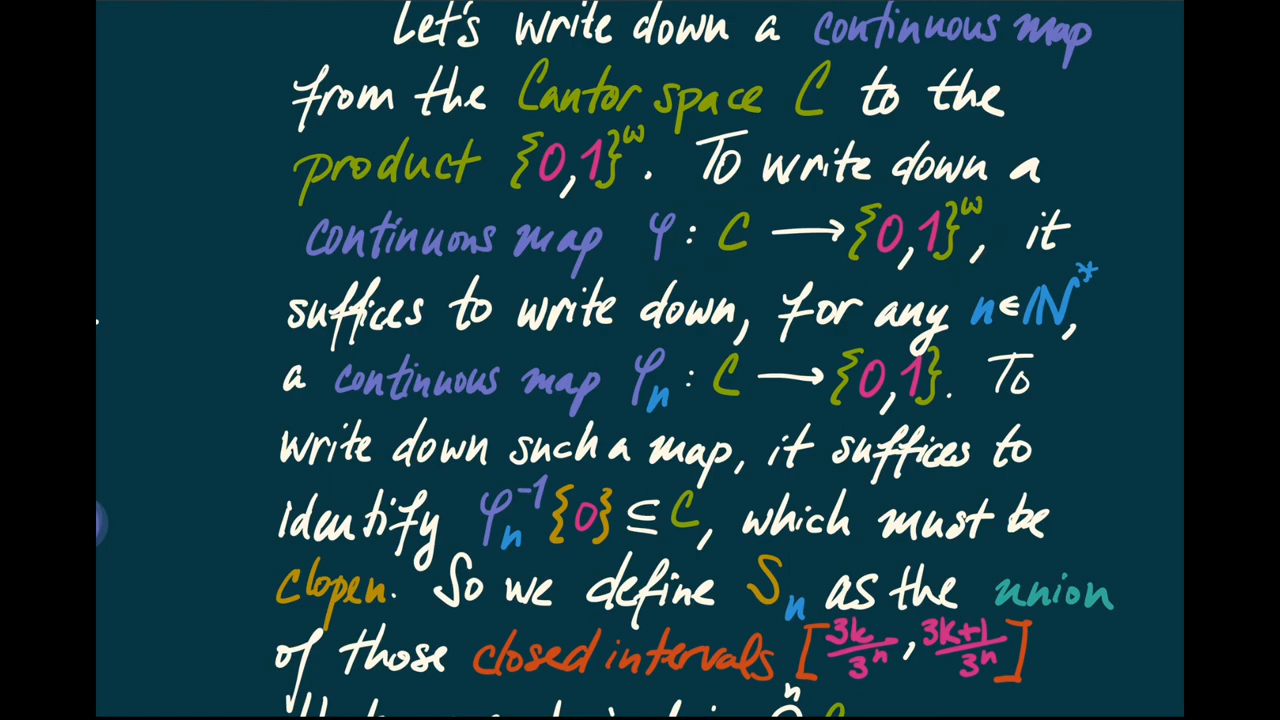 Let's write down a continuous map
from the Cantor space C to the
product {0,1}^ω. To write down a
continuous map φ: C ⟶ {0,1}^ω, it
suffices to write down, for any n∈ℕ*,
a continuous map φₙ: C ⟶ {0,1}. To
write down such a map, it suffices to
identify φₙ⁻¹{0} ⊆ C, which must be
clopen. So we define Sₙ as the union
of those closed intervals [3k/3ⁿ, 3k+1/3ⁿ]